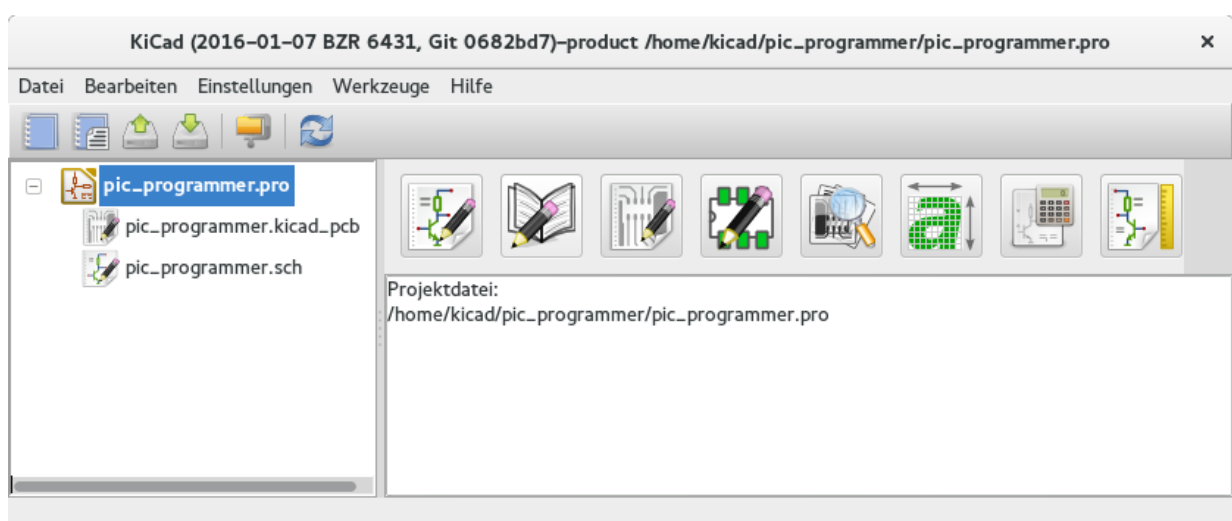 KiCad (2016–01–07 BZR 6431, Git 0682bd7)–product /home/kicad/pic_programmer/pic_programmer.pro
Datei Bearbeiten Einstellungen Werkzeuge Hilfe
pic_programmer.pro
pic_programmer.kicad_pcb
pic_programmer.sch
Projektdatei:
/home/kicad/pic_programmer/pic_programmer.pro